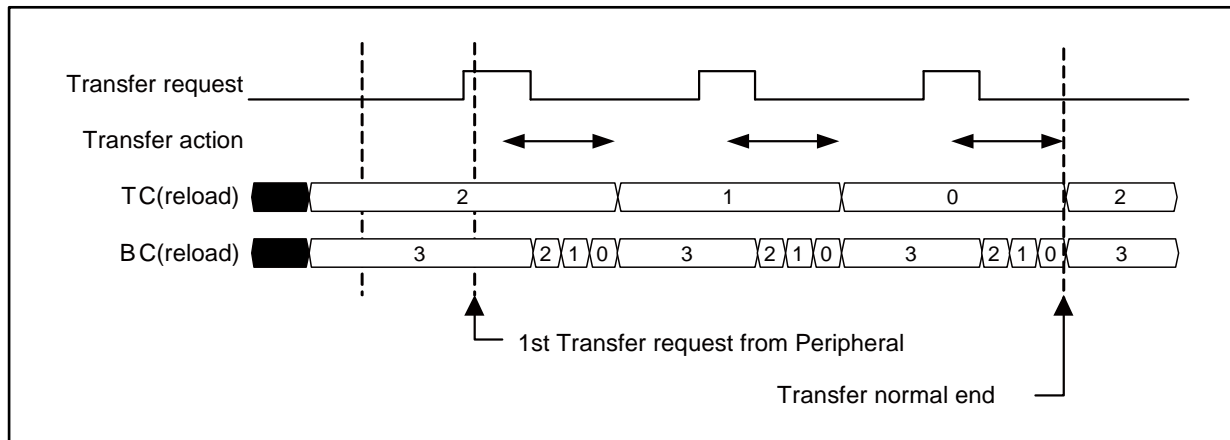 Transfer request
Transfer action
TC(reload) 2 1 0 2
BC(reload) 3 2 1 0 3 2 1 0 3 2 1 0 3
1st Transfer request from Peripheral
Transfer normal end